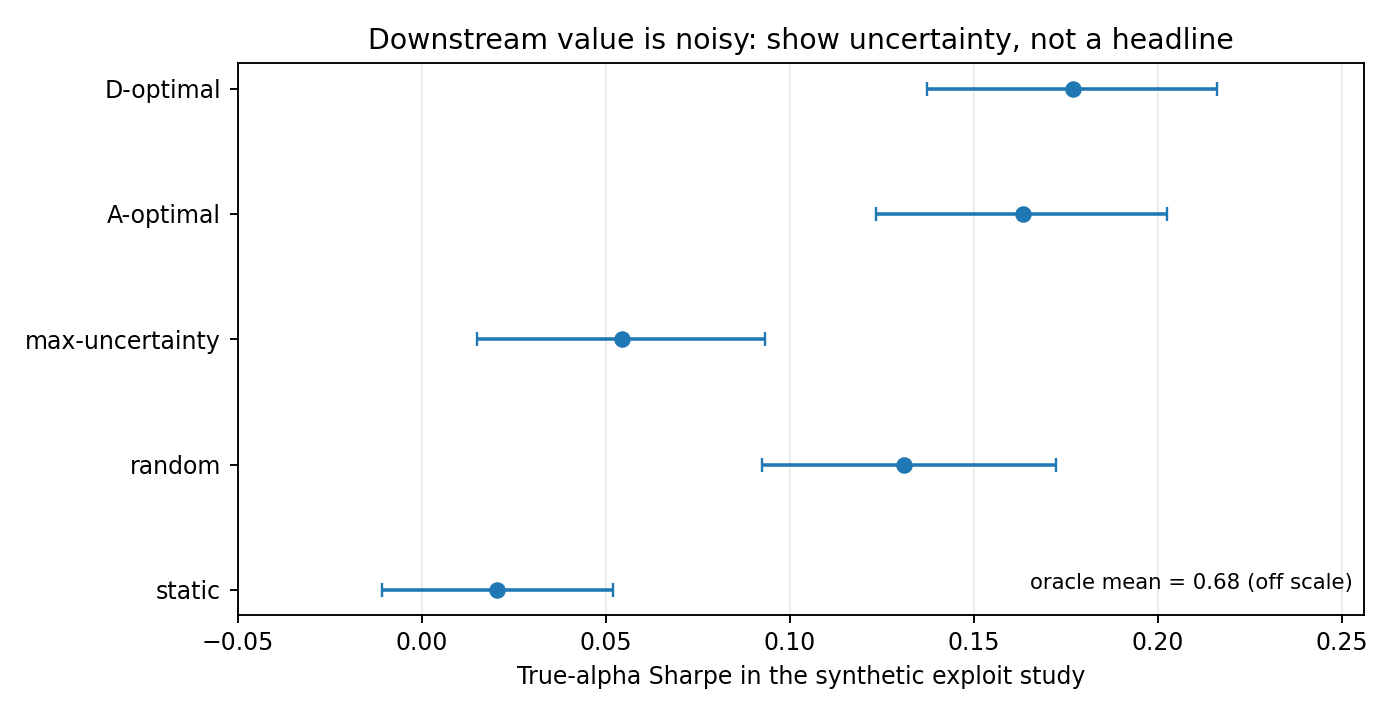 Downstream value is noisy: show uncertainty, not a headline
D-optimal
A-optimal
max-uncertainty
random
static
oracle mean = 0.68 (off scale)
−0.05 0.00 0.05 0.10 0.15 0.20 0.25
True-alpha Sharpe in the synthetic exploit study